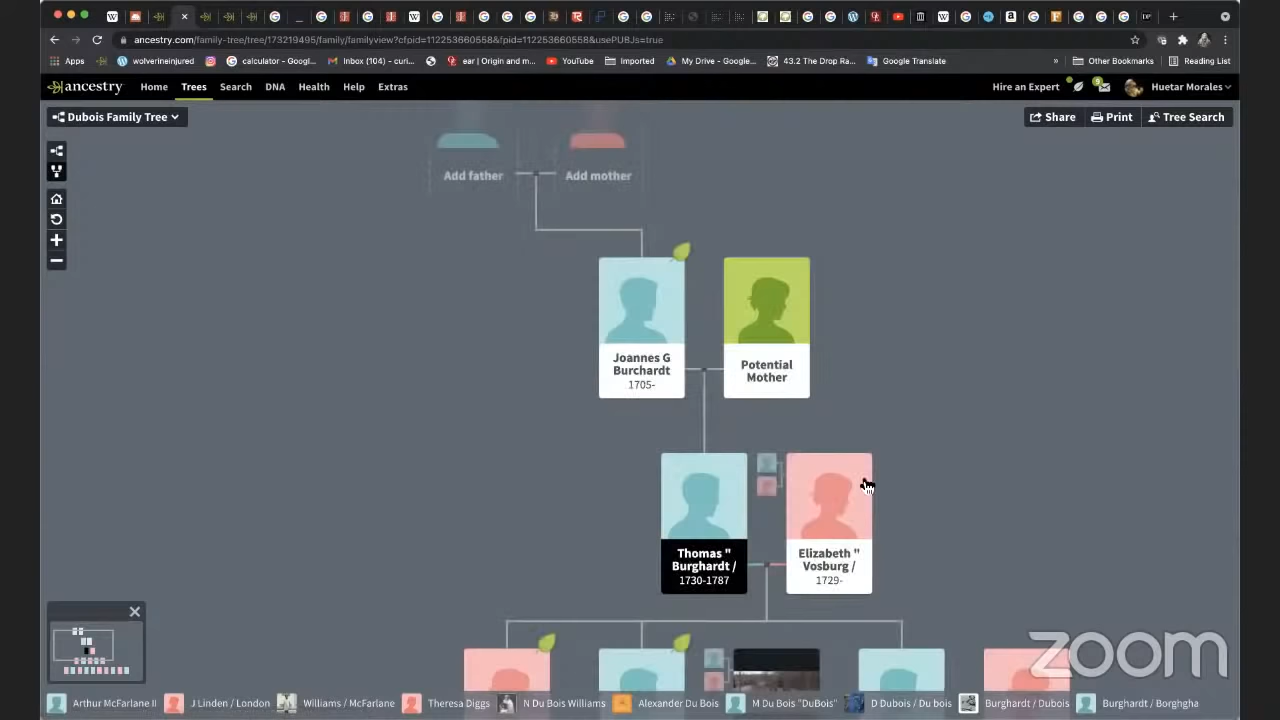 ancestry.com/family-tree/tree/173219495/family/familyview?cfpid=112253660558&fpid=112253660558&usePUBJs=true
Apps
wolverineinjured
calculator - Googl...
Inbox (104) - curi...
ear | Origin and m...
YouTube
Imported
My Drive - Google...
43.2 The Drop Ra...
Google Translate
»
Other Bookmarks
Reading List
ancestry
Home
Trees
Search
DNA
Health
Help
Extras
Hire an Expert
9
Huetar Morales
Dubois Family Tree
Share
Print
Tree Search
Add father
Add mother
Joannes G
Burchardt
1705-
Potential
Mother
Thomas "
Burghardt /
1730-1787
Elizabeth "
Vosburg /
1729-
zoom
Arthur McFarlane II
J Linden / London
Williams / McFarlane
Theresa Diggs
N Du Bois Williams
Alexander Du Bois
M Du Bois "DuBois"
D Dubois / Du bois
Burghardt / Dubois
Burghardt / Borghgha